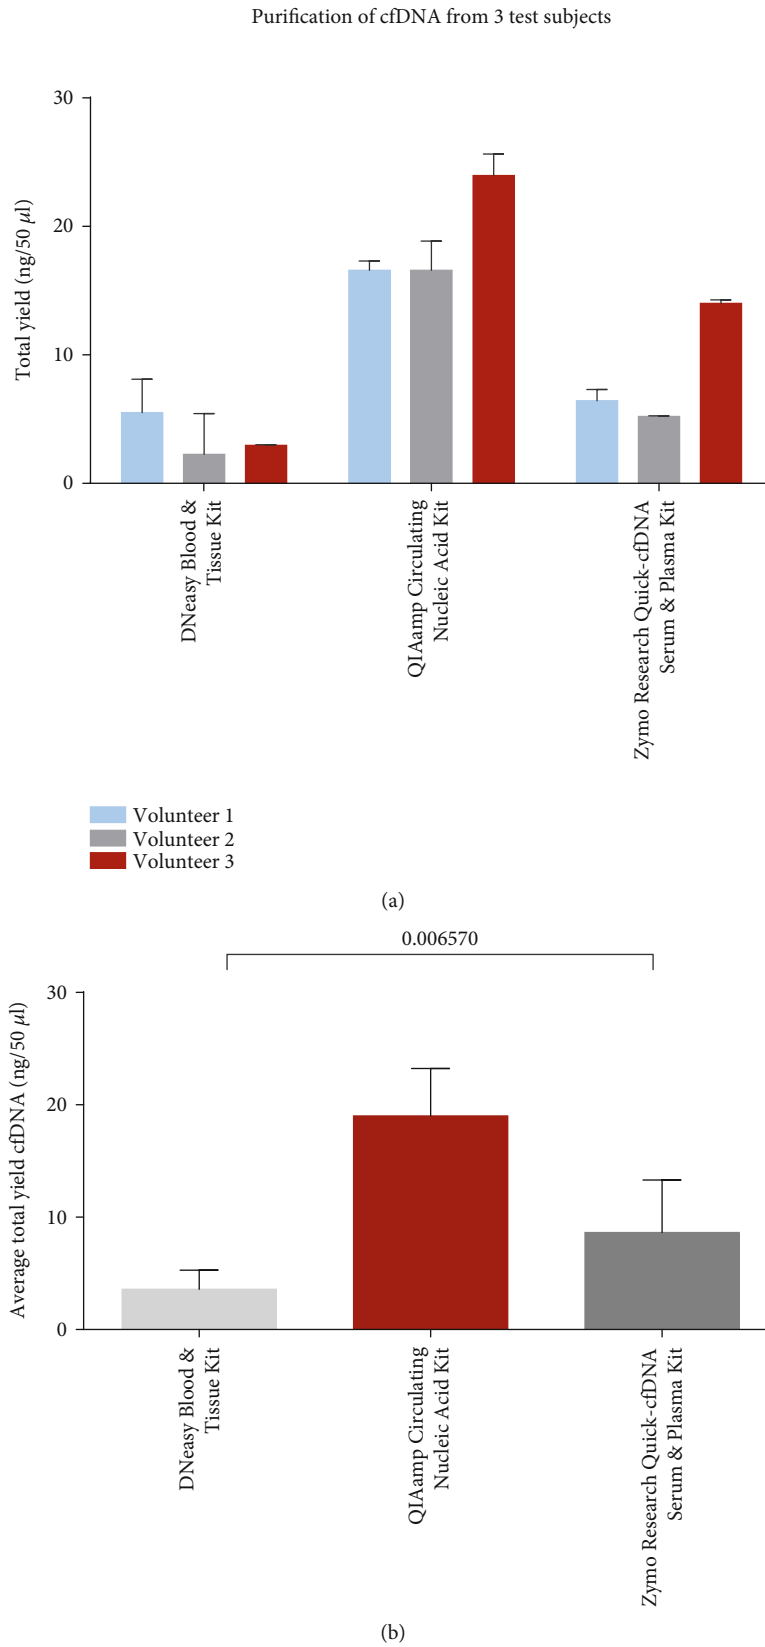 Purification of cfDNA from 3 test subjects
Total yield (ng/50 μl)
30
20
10
0
DNeasy Blood &
Tissue Kit
QIAamp Circulating
Nucleic Acid Kit
Zymo Research Quick-cfDNA
Serum & Plasma Kit
Volunteer 1
Volunteer 2
Volunteer 3
(a)
0.006570
Average total yield cfDNA (ng/50 μl)
30
20
10
0
DNeasy Blood &
Tissue Kit
QIAamp Circulating
Nucleic Acid Kit
Zymo Research Quick-cfDNA
Serum & Plasma Kit
(b)